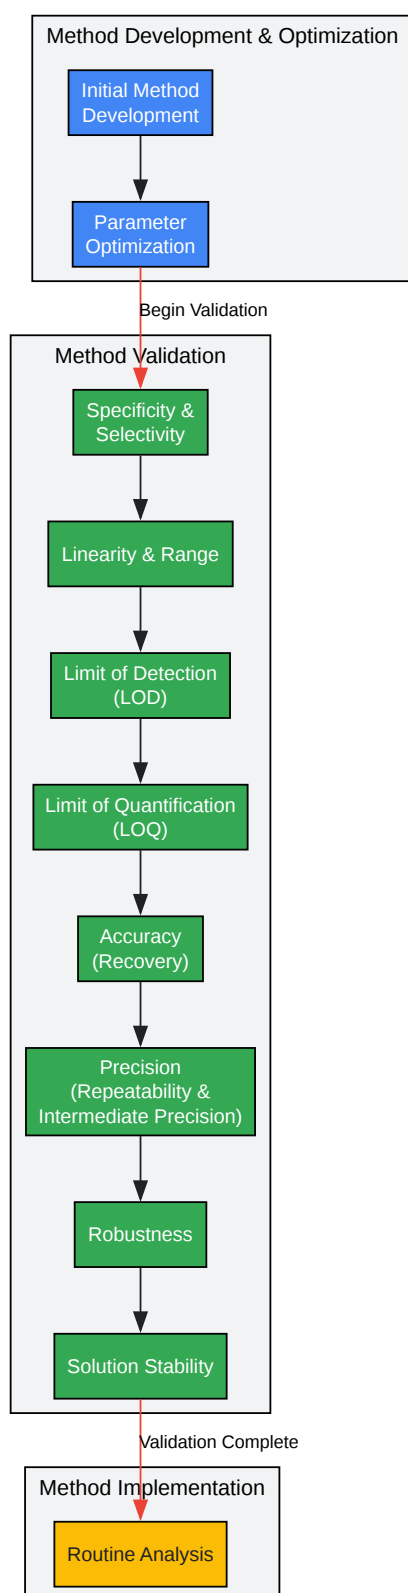 Method Development & Optimization
Initial Method
Development
Parameter
Optimization
Begin Validation
Method Validation
Specificity &
Selectivity
Linearity & Range
Limit of Detection
(LOD)
Limit of Quantification
(LOQ)
Accuracy
(Recovery)
Precision
(Repeatability &
Intermediate Precision)
Robustness
Solution Stability
Validation Complete
Method Implementation
Routine Analysis